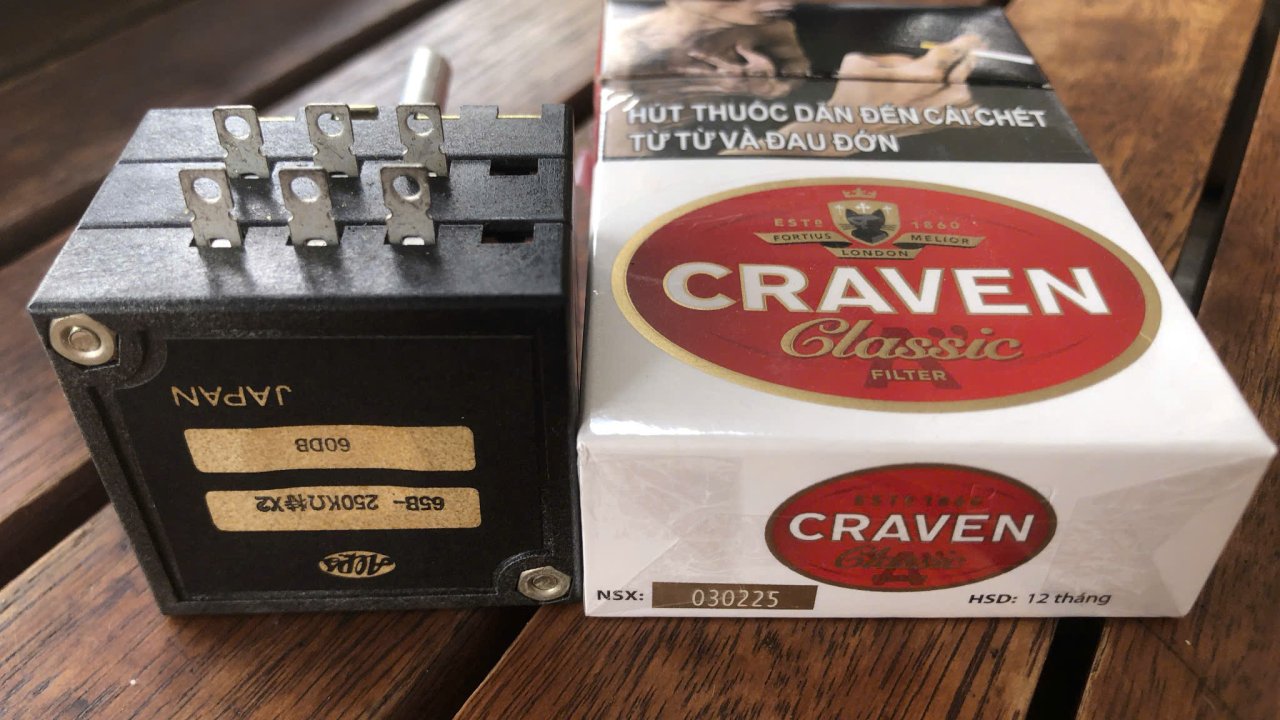 JAPAN
60DB
65B- 250KΩ特X2
Alps
HÚT THUỐC DẪN ĐẾN CÁI CHẾT
TỪ TỪ VÀ ĐAU ĐỚN
ESTD 1860
FORTIUS MELIOR
LONDON
CRAVEN
Classic
FILTER
ESTD 1860
CRAVEN
Classic
A
NSX: 030225
HSD: 12 tháng